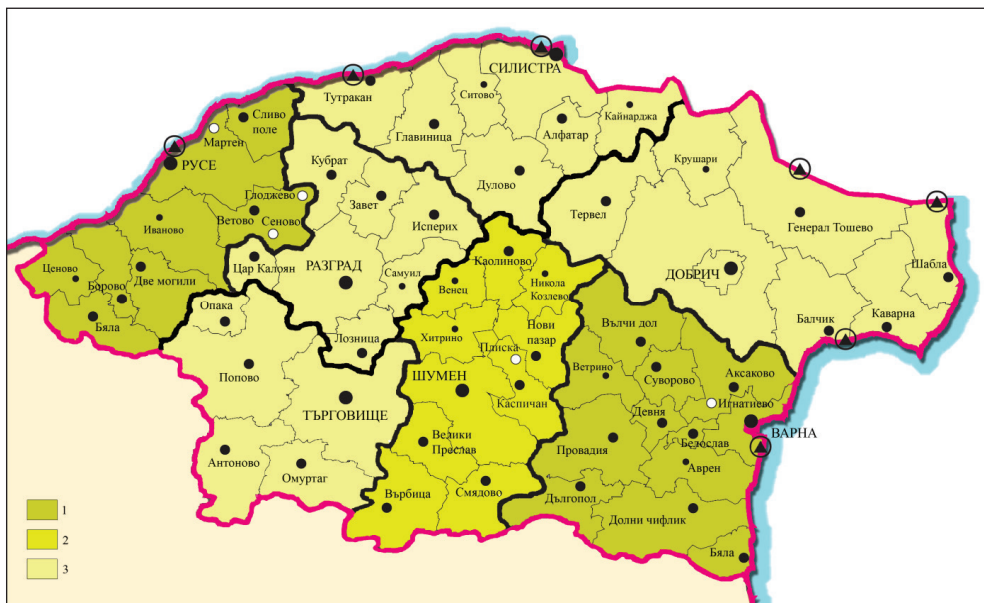 СИЛИСТРА
Тутракан
Ситово
Кайнарджа
Сливо
поле
Мартен
Главиница
Алфатар
РУСЕ
Кубрат
Крушари
Дулово
Глоджево
Завет
Тервел
Ветово
Сеново
Исперих
Генерал Тошево
Иваново
Каолиново
Цар Калоян
РАЗГРАД
Самуил
ДОБРИЧ
Шабла
Ценово
Две могили
Борово
Венец
Никола
Козлево
Опака
Бяла
Балчик
Каварна
Лозница
Хитрино
Нови
пазар
Вълчи дол
Плиска
Попово
ШУМЕН
Ветрино
Суворово
Аксаково
Каспичан
Игнатиево
ТЪРГОВИЩЕ
Девня
ВАРНА
Велики
Преслав
Белослав
Антоново
Провадия
Аврен
Омуртаг
Върбица
Смядово
Дългопол
Долни чифлик
Бяла
1
2
3